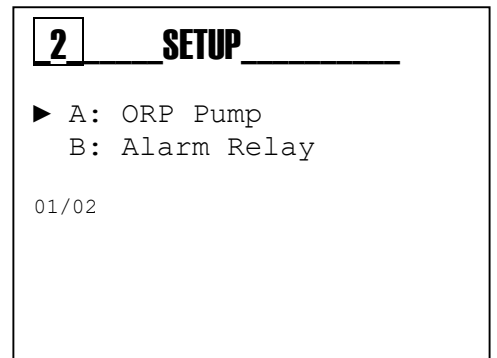 2 SETUP
► A: ORP Pump
B: Alarm Relay
01/02